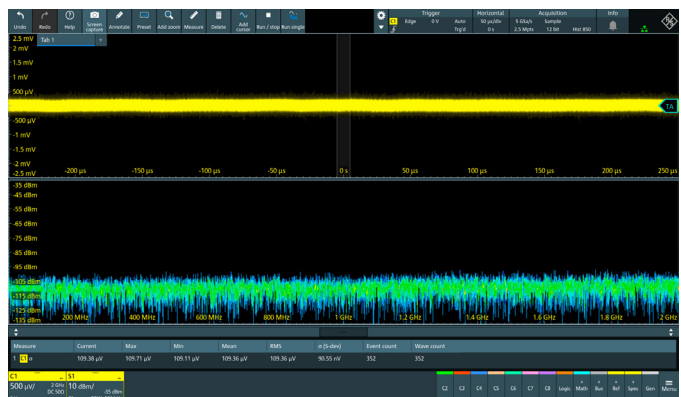 Undo Redo Help Screen capture Annotate Preset Add zoom Measure Delete Add cursor Run / stop Run single
Trigger Horizontal Acquisition Info
C1 Edge 0 V Auto 50 µs/div 5 GSa/s Sample
Trg'd 0 s 2.5 Mpts 12 bit Hist 850
2.5 mV Tab 1 +
2 mV
1.5 mV
500 µV
TA
-500 µV
-1 mV
-1.5 mV
-2 mV
-2.5 mV -200 µs -150 µs -100 µs -50 µs 0 s 50 µs 100 µs 150 µs 200 µs 250 µs
-35 dBm
-45 dBm
-55 dBm
-65 dBm
-75 dBm
-85 dBm
-95 dBm
-105 dBm
-115 dBm
-125 dBm
-135 dBm 200 MHz 400 MHz 600 MHz 800 MHz 1 GHz 1.2 GHz 1.4 GHz 1.6 GHz 1.8 GHz 2 GHz
Measure Current Max Min Mean RMS σ (S-dev) Event count Wave count
1 C1 σ 109.38 µV 109.71 µV 109.11 µV 109.36 µV 109.36 µV 90.55 nV 352 352
C1 S1
500 µV/ 2 GHz DC 50Ω 10 dBm/ -35 dBm
C2 C3 C4 C5 C6 C7 C8 Logic Math Bus Ref Spec Gen Menu